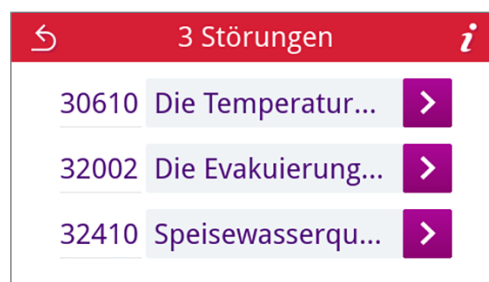 3 Störungen
30610 Die Temperatur...
32002 Die Evakuierung...
32410 Speisewasserqu...